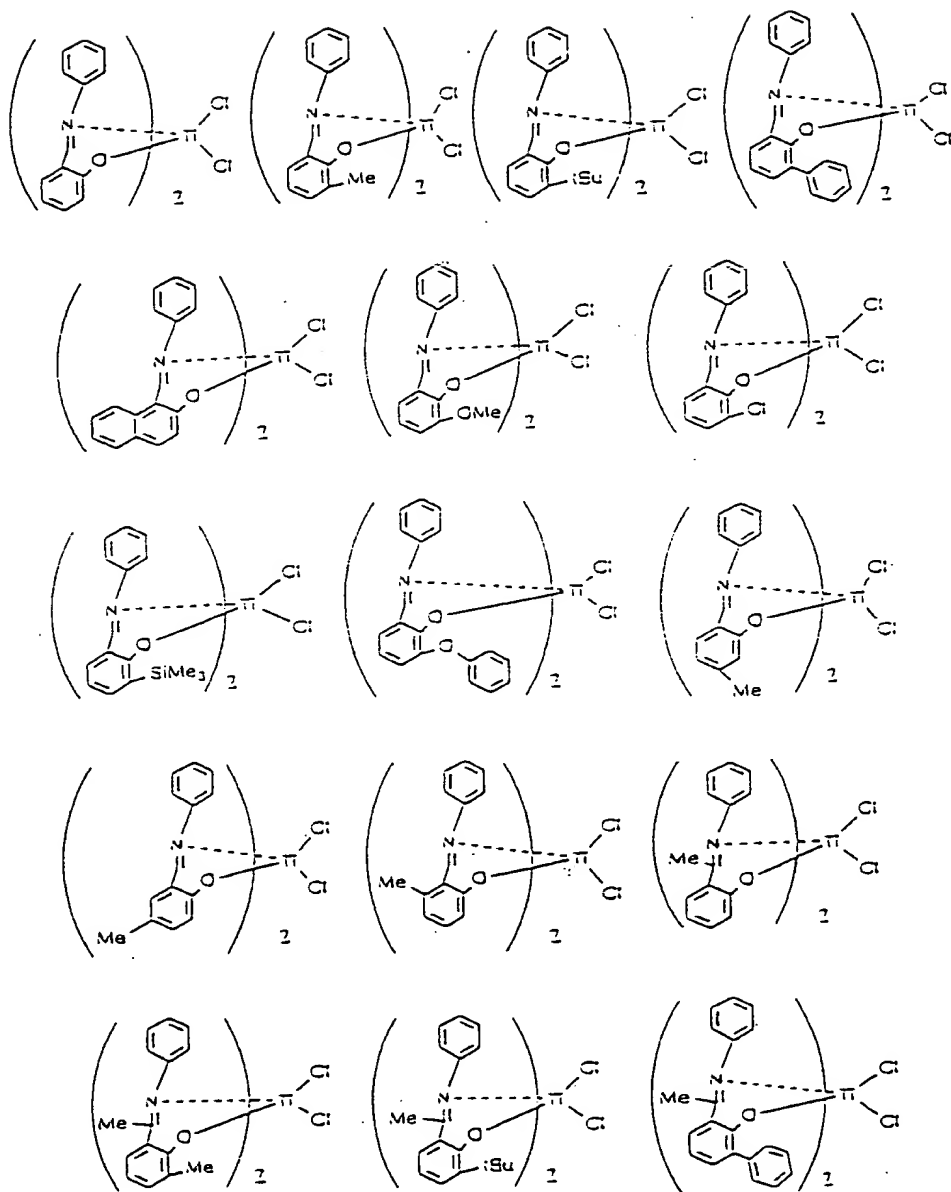 Cl Cl Cl Cl
N Ti N Ti N Ti N Ti
O O O O
Cl Cl Cl Cl
Me tBu
2 2 2 2
Cl Cl Cl
N Ti N Ti N Ti
O O O
Cl Cl Cl
OMe Cl
2 2 2
Cl Cl Cl
N Ti N Ti N Ti
O O O
Cl Cl Cl
SiMe3 O Me
2 2 2
Cl Cl Cl
N Ti N Ti N Ti
Me
O O O
Cl Cl Cl
Me Me
2 2 2
Cl Cl Cl
N Ti N Ti N Ti
Me Me Me
O O O
Cl Cl Cl
Me tBu
2 2 2